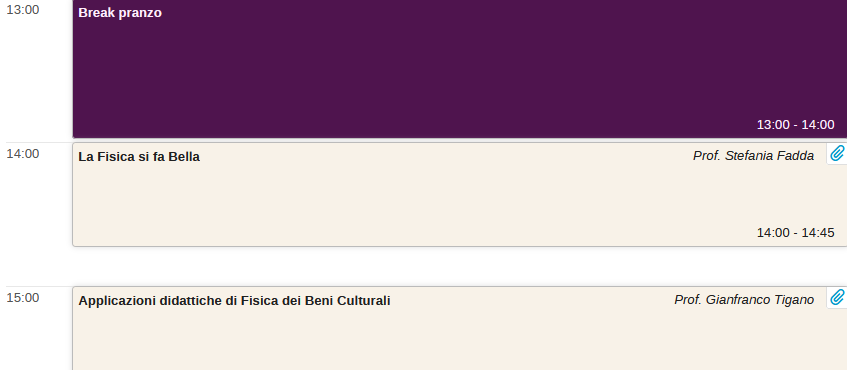 13:00
Break pranzo
13:00 - 14:00
14:00
La Fisica si fa Bella
Prof. Stefania Fadda
14:00 - 14:45
15:00
Applicazioni didattiche di Fisica dei Beni Culturali
Prof. Gianfranco Tigano